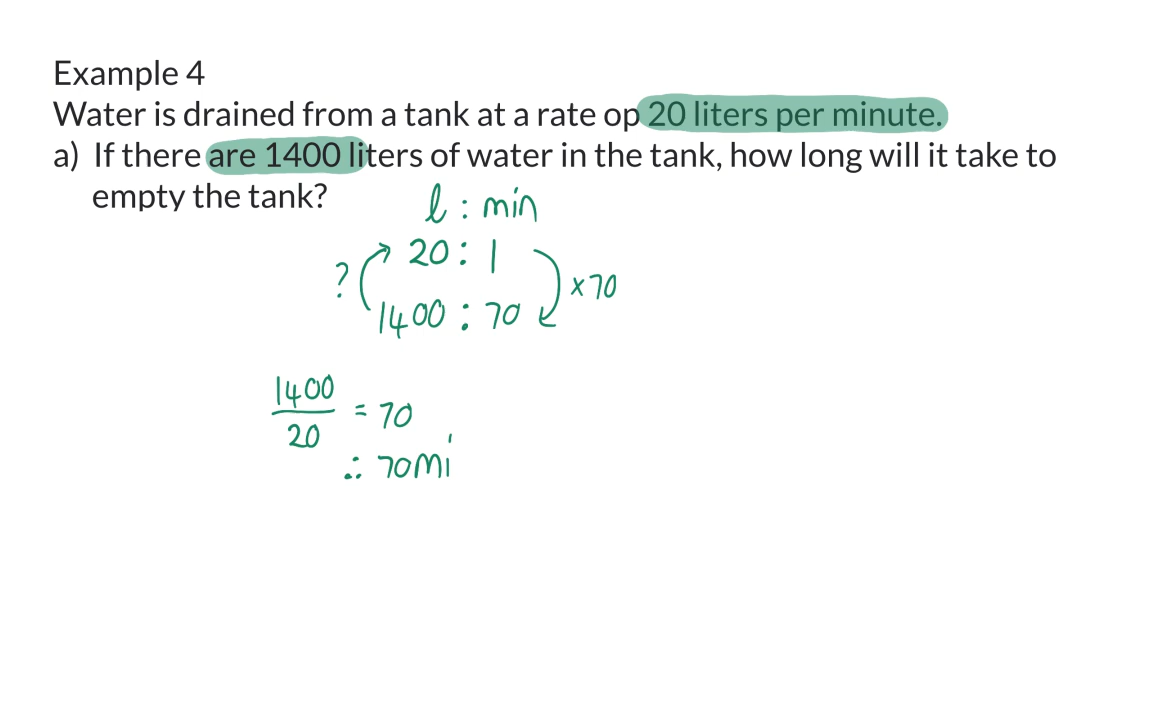 Example 4
Water is drained from a tank at a rate op 20 liters per minute.
a) If there are 1400 liters of water in the tank, how long will it take to
empty the tank?
l : min
20 : 1
?
x70
1400 : 70
1400
20
= 70
∴ 70mi